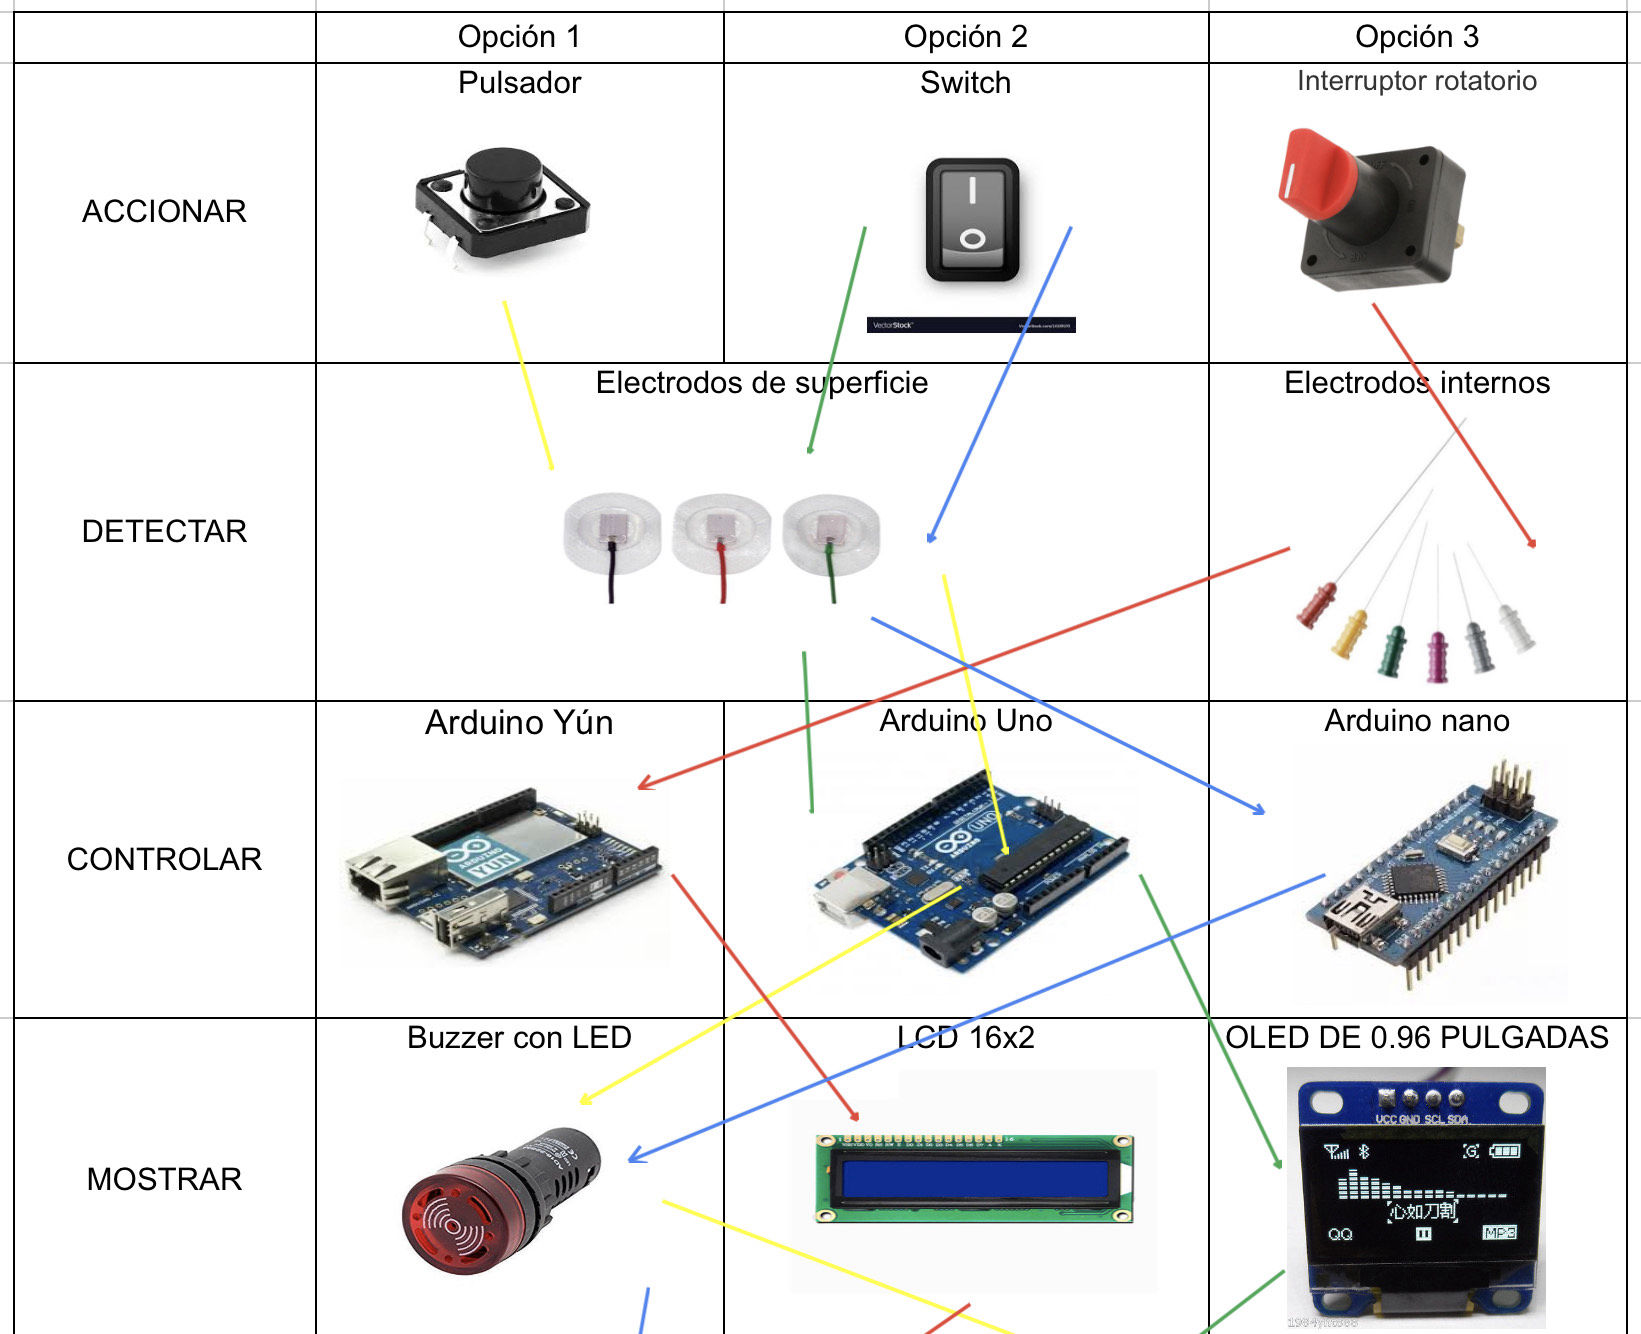 Opción 1
Opción 2
Opción 3
ACCIONAR
Pulsador
Switch
Interruptor rotatorio
VectorStock
DETECTAR
Electrodos de superficie
Electrodos internos
CONTROLAR
Arduino Yún
Arduino Uno
Arduino nano
ARDUINO
YUN
UNO
ARDUINO
MOSTRAR
Buzzer con LED
LCD 16x2
OLED DE 0.96 PULGADAS
VCC GND SCL SDA
心如刀割
QQ
MP3